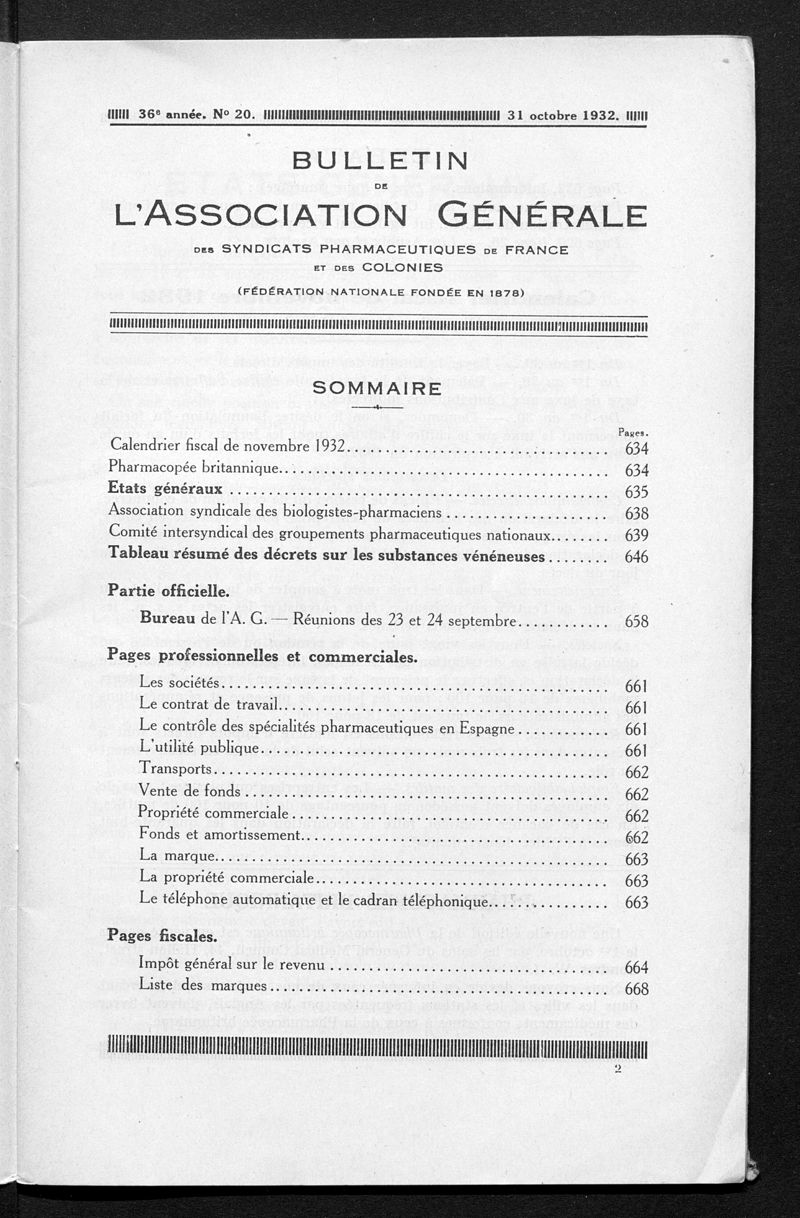 36e année. No 20. 31 octobre 1932.
BULLETIN
DE
L'ASSOCIATION GÉNÉRALE
DES SYNDICATS PHARMACEUTIQUES DE FRANCE
ET DES COLONIES
(FÉDÉRATION NATIONALE FONDÉE EN 1878)
SOMMAIRE
Pages.
Calendrier fiscal de novembre 1932 634
Pharmacopée britannique 634
Etats généraux 635
Association syndicale des biologistes-pharmaciens 638
Comité intersyndical des groupements pharmaceutiques nationaux 639
Tableau résumé des décrets sur les substances vénéneuses 646
Partie officielle.
Bureau de l'A. G. — Réunions des 23 et 24 septembre 658
Pages professionnelles et commerciales.
Les sociétés 661
Le contrat de travail 661
Le contrôle des spécialités pharmaceutiques en Espagne 661
L'utilité publique 661
Transports 662
Vente de fonds 662
Propriété commerciale 662
Fonds et amortissement 662
La marque 663
La propriété commerciale 663
Le téléphone automatique et le cadran téléphonique 663
Pages fiscales.
Impôt général sur le revenu 664
Liste des marques 668
2